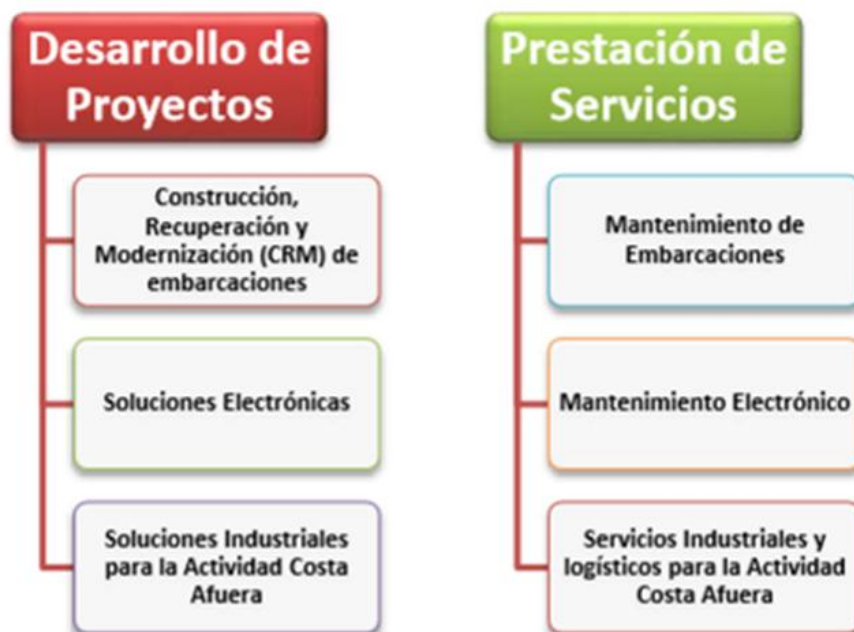 Desarrollo de
Proyectos
Construcción,
Recuperación y
Modernización (CRM) de
embarcaciones
Soluciones Electrónicas
Soluciones Industriales
para la Actividad Costa
Afuera
Prestación de
Servicios
Mantenimiento de
Embarcaciones
Mantenimiento Electrónico
Servicios Industriales y
logísticos para la Actividad
Costa Afuera